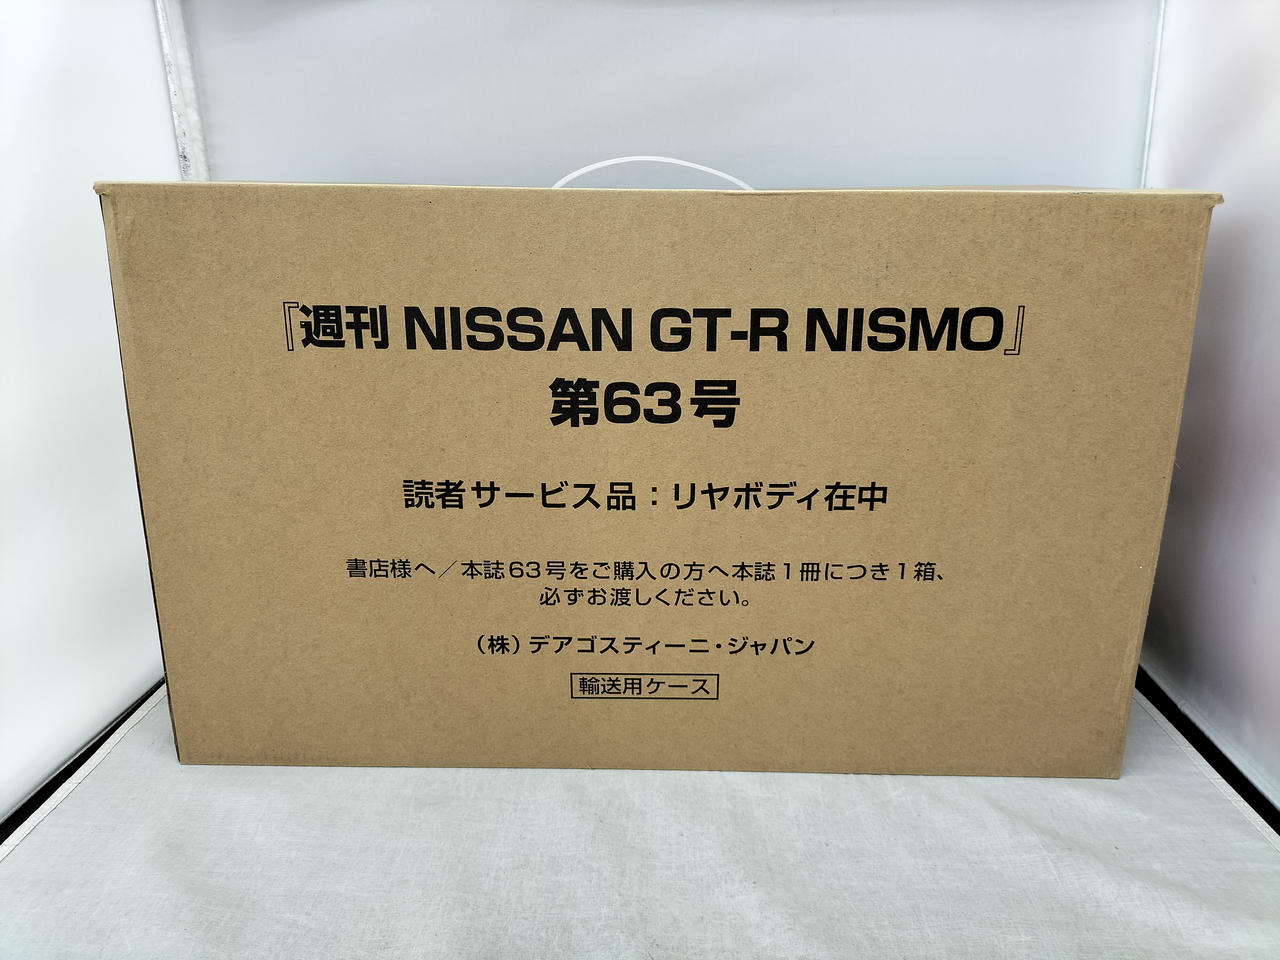 『週刊 NISSAN GT-R NISMO』
第63号
読者サービス品：リヤボディ在中
書店様へ／本誌63号をご購入の方へ本誌1冊につき1箱、
必ずお渡しください。
（株）デアゴスティーニ・ジャパン
輸送用ケース